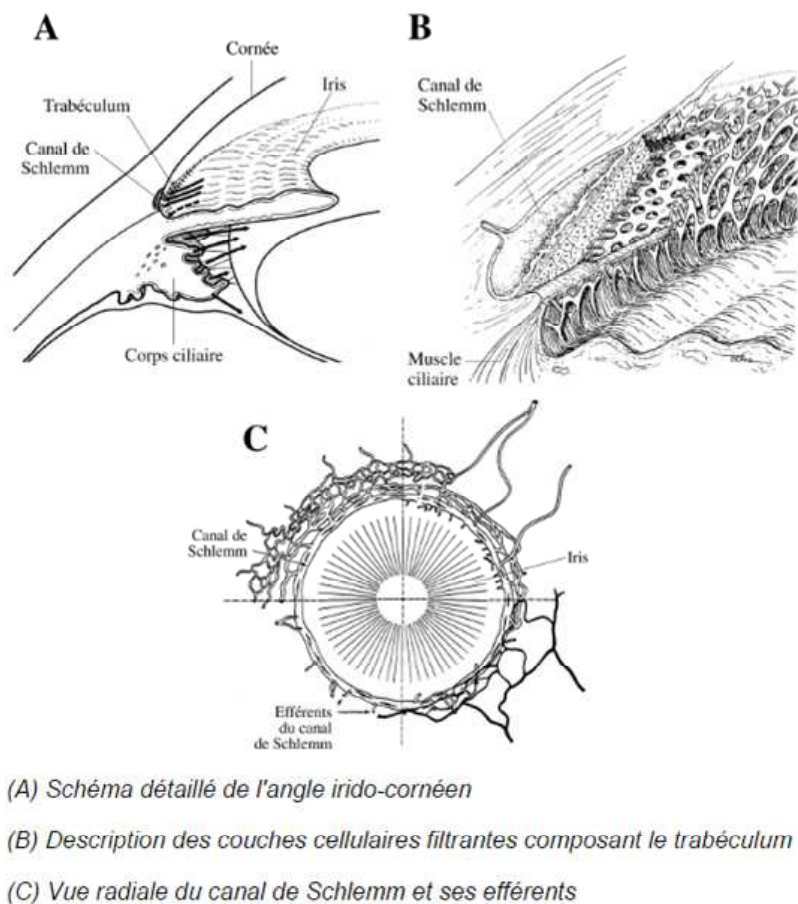 A
Cornée
Iris
Trabéculum
Canal de
Schlemm
Corps ciliaire
B
Canal de
Schlemm
Muscle
ciliaire
C
Canal de
Schlemm
Iris
Efférents
du canal
de Schlemm
(A) Schéma détaillé de l'angle irido-cornéen
(B) Description des couches cellulaires filtrantes composant le trabéculum
(C) Vue radiale du canal de Schlemm et ses efférents